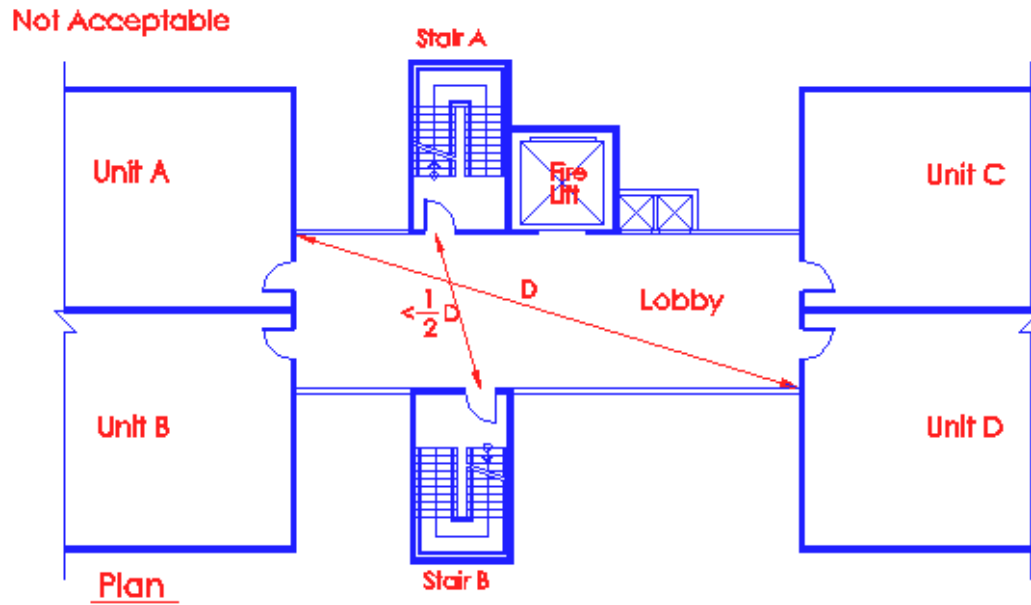 Not Acceptable
Stair A
Unit A
Fire
Lift
Unit C
D
<1/2 D
Lobby
Unit B
Unit D
Stair B
Plan